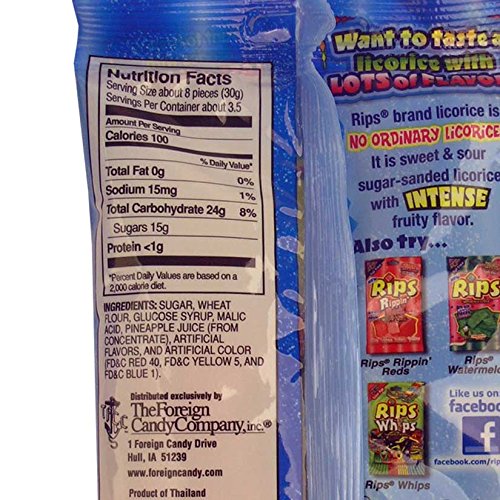 Nutrition Facts
Serving Size about 8 pieces (30g)
Servings Per Container about 3.5
Amount Per Serving
Calories 100
% Daily Value*
Total Fat 0g 0%
Sodium 15mg 1%
Total Carbohydrate 24g 8%
Sugars 15g
Protein <1g
*Percent Daily Values are based on a
2,000 calorie diet.
INGREDIENTS: SUGAR, WHEAT
FLOUR, GLUCOSE SYRUP, MALIC
ACID, PINEAPPLE JUICE (FROM
CONCENTRATE), ARTIFICIAL
FLAVORS, AND ARTIFICIAL COLOR
(FD&C RED 40, FD&C YELLOW 5, AND
FD&C BLUE 1).
Distributed exclusively by
The Foreign
Candy Company, inc.®
1 Foreign Candy Drive
Hull, IA 51239
www.foreigncandy.com
Product of Thailand
Want to taste a
licorice with
LOTS of FLAVO
Rips® brand licorice is
NO ORDINARY LICORICE
It is sweet & sour
sugar-sanded licorice
with INTENSE
fruity flavor.
Also try...
Rips
Rippin'
Rips
Rips® Rippin'
Reds
Rips®
Watermelo
Rips
Whips
Rips® Whips
Like us on
facebo
f
facebook.com/rip